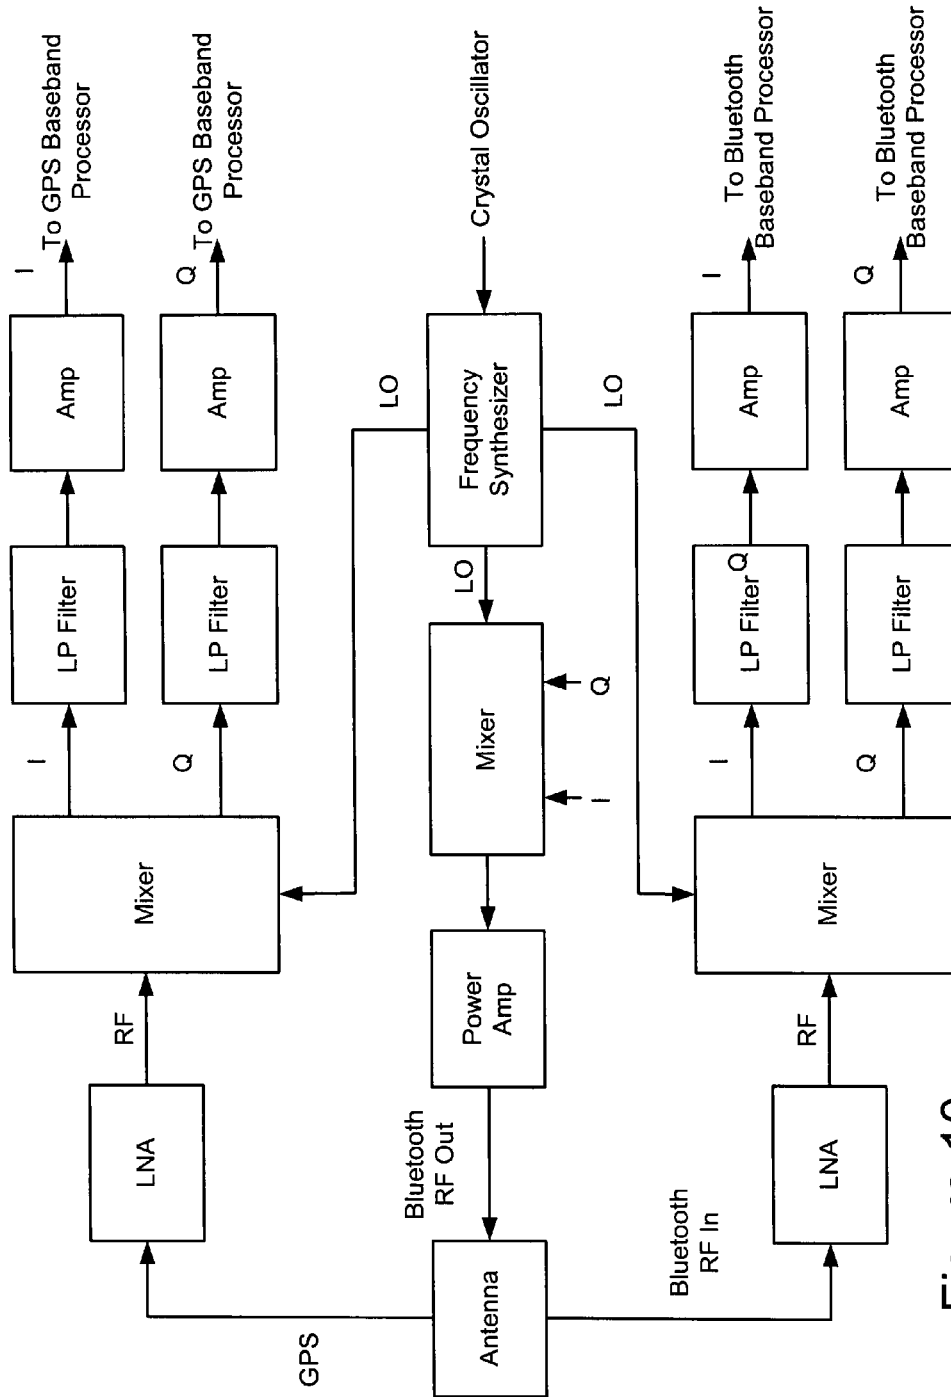 GPS
LNA
RF
Mixer
I
LP Filter
Amp
I
To GPS Baseband
Processor
Q
LP Filter
Amp
Q
To GPS Baseband
Processor
LO
Antenna
Bluetooth
RF Out
Power
Amp
Mixer
I
Q
LO
Frequency
Synthesizer
Crystal Oscillator
LO
Bluetooth
RF In
LNA
RF
Mixer
I
LP Filter
Q
Amp
I
To Bluetooth
Baseband Processor
Q
LP Filter
Amp
Q
To Bluetooth
Baseband Processor